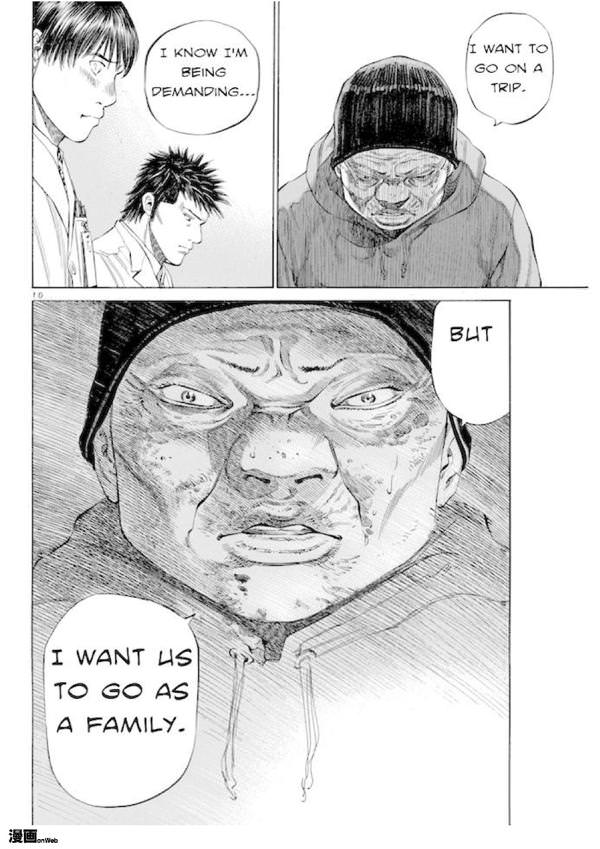 I WANT TO
GO ON A
TRIP.
I KNOW I'M
BEING
DEMANDING...
10
BUT
I WANT US
TO GO AS
A FAMILY.
漫画onWeb